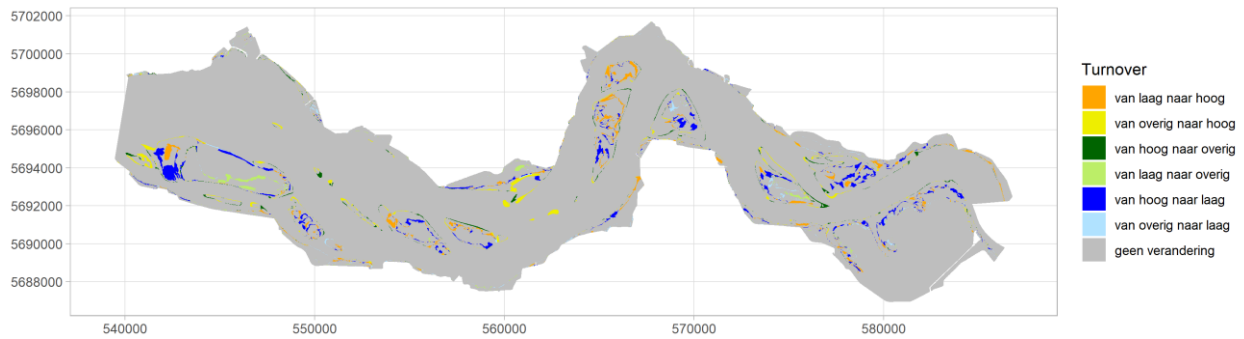 5702000
5700000
5698000
5696000
5694000
5692000
5690000
5688000
540000 550000 560000 570000 580000
Turnover
van laag naar hoog
van overig naar hoog
van hoog naar overig
van laag naar overig
van hoog naar laag
van overig naar laag
geen verandering